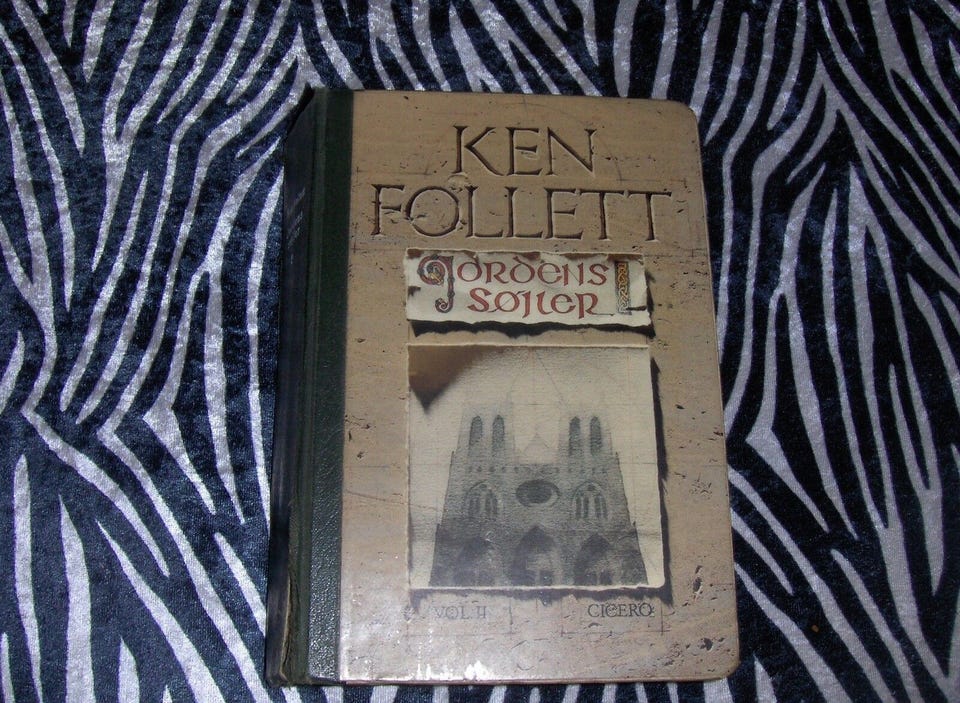 KEN
FOLLETT
JORDENS
SØJLER
VOL II
CICERO